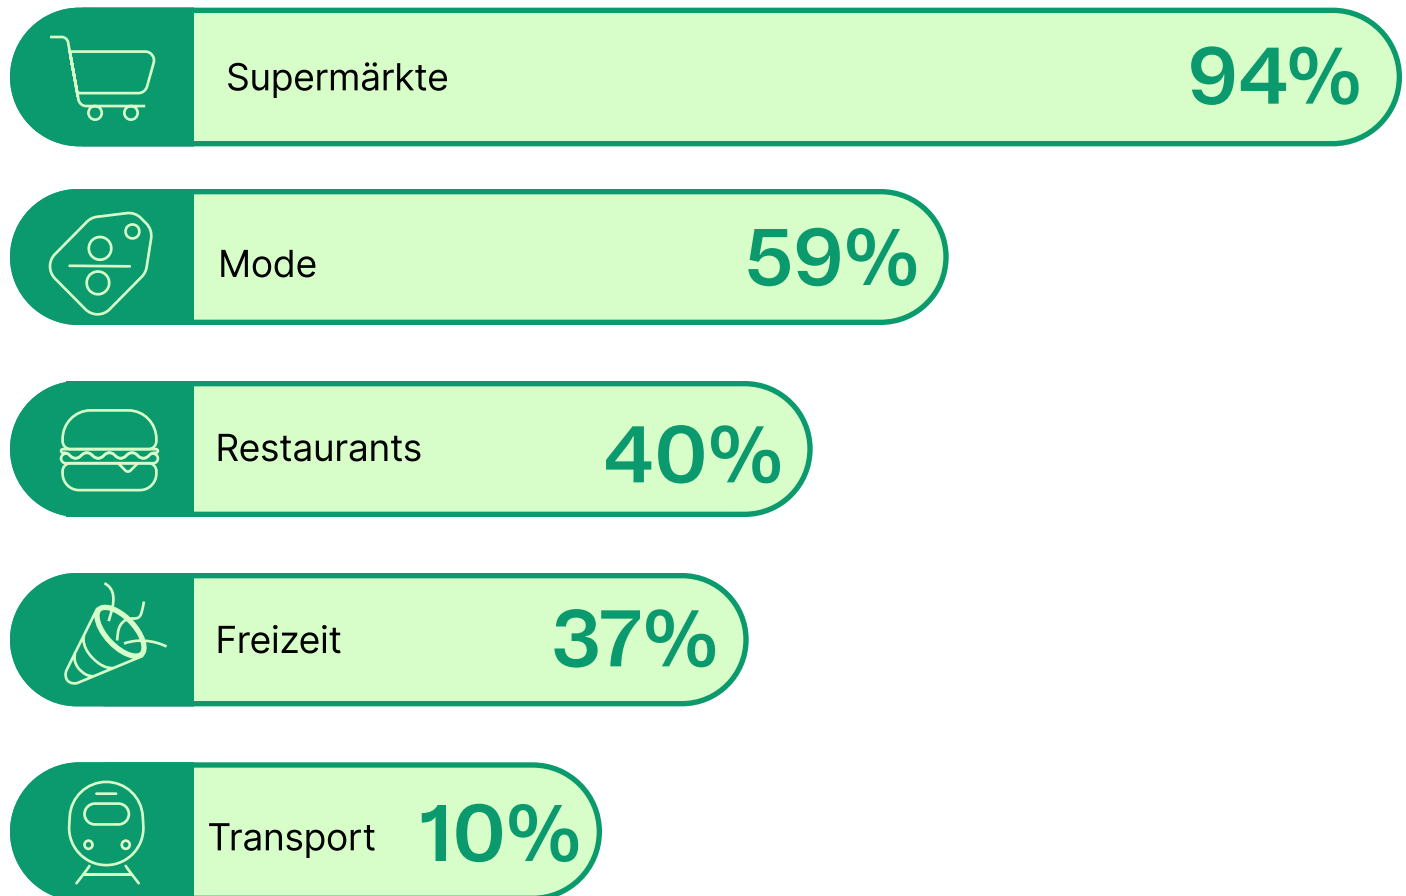 Supermärkte 94%
Mode 59%
Restaurants 40%
Freizeit 37%
Transport 10%